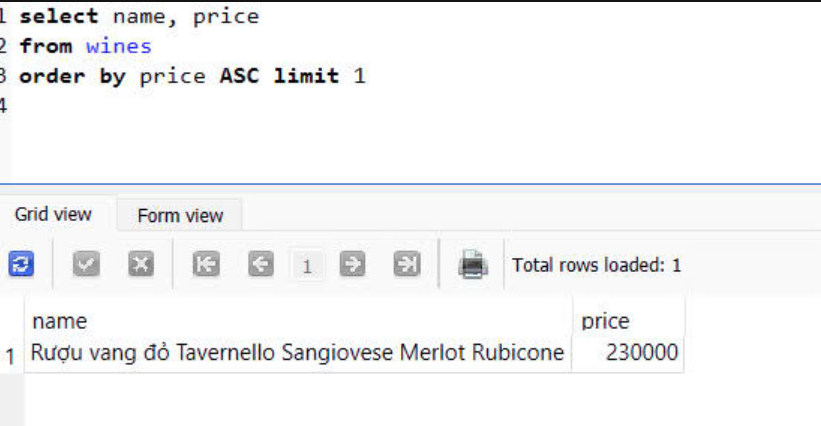 1 select name, price
2 from wines
3 order by price ASC limit 1
4
Grid view Form view
1 Total rows loaded: 1
name price
1 Rượu vang đỏ Tavernello Sangiovese Merlot Rubicone 230000